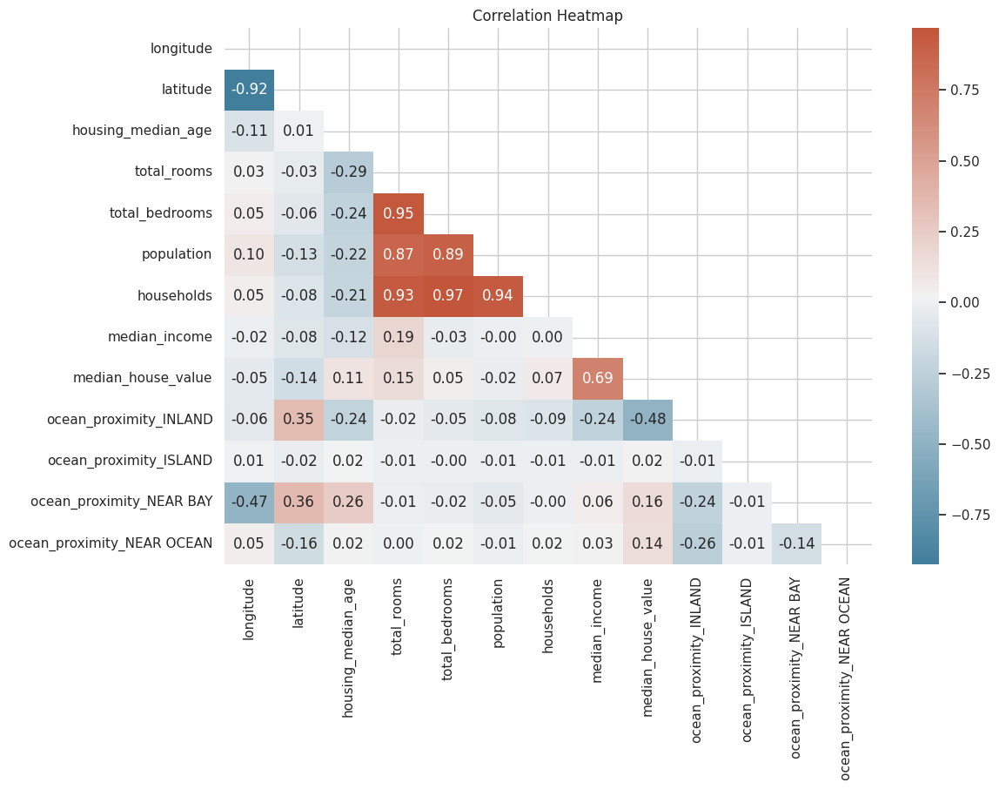 Correlation Heatmap
longitude
latitude -0.92
housing_median_age -0.11 0.01
total_rooms 0.03 -0.03 -0.29
total_bedrooms 0.05 -0.06 -0.24 0.95
population 0.10 -0.13 -0.22 0.87 0.89
households 0.05 -0.08 -0.21 0.93 0.97 0.94
median_income -0.02 -0.08 -0.12 0.19 -0.03 -0.00 0.00
median_house_value -0.05 -0.14 0.11 0.15 0.05 -0.02 0.07 0.69
ocean_proximity_INLAND -0.06 0.35 -0.24 -0.02 -0.05 -0.08 -0.09 -0.24 -0.48
ocean_proximity_ISLAND 0.01 -0.02 0.02 -0.01 -0.00 -0.01 -0.01 -0.01 0.02 -0.01
ocean_proximity_NEAR BAY -0.47 0.36 0.26 -0.01 -0.02 -0.05 -0.00 0.06 0.16 -0.24 -0.01
ocean_proximity_NEAR OCEAN 0.05 -0.16 0.02 0.00 0.02 -0.01 0.02 0.03 0.14 -0.26 -0.01 -0.14
longitude
latitude
housing_median_age
total_rooms
total_bedrooms
population
households
median_income
median_house_value
ocean_proximity_INLAND
ocean_proximity_ISLAND
ocean_proximity_NEAR BAY
ocean_proximity_NEAR OCEAN
0.75
0.50
0.25
0.00
−0.25
−0.50
−0.75